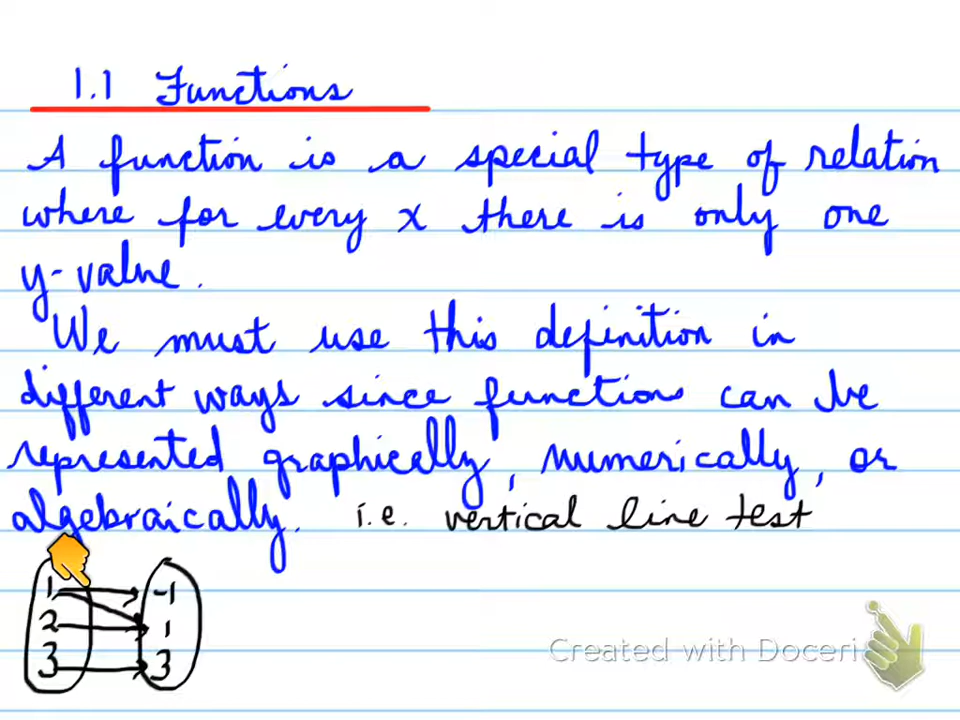 1.1 Functions
A function is a special type of relation
where for every x there is only one
y-value.
We must use this definition in
different ways since functions can be
represented graphically, numerically, or
algebraically. i.e. vertical line test
1 -1
2 1
3 3
Created with Doceri